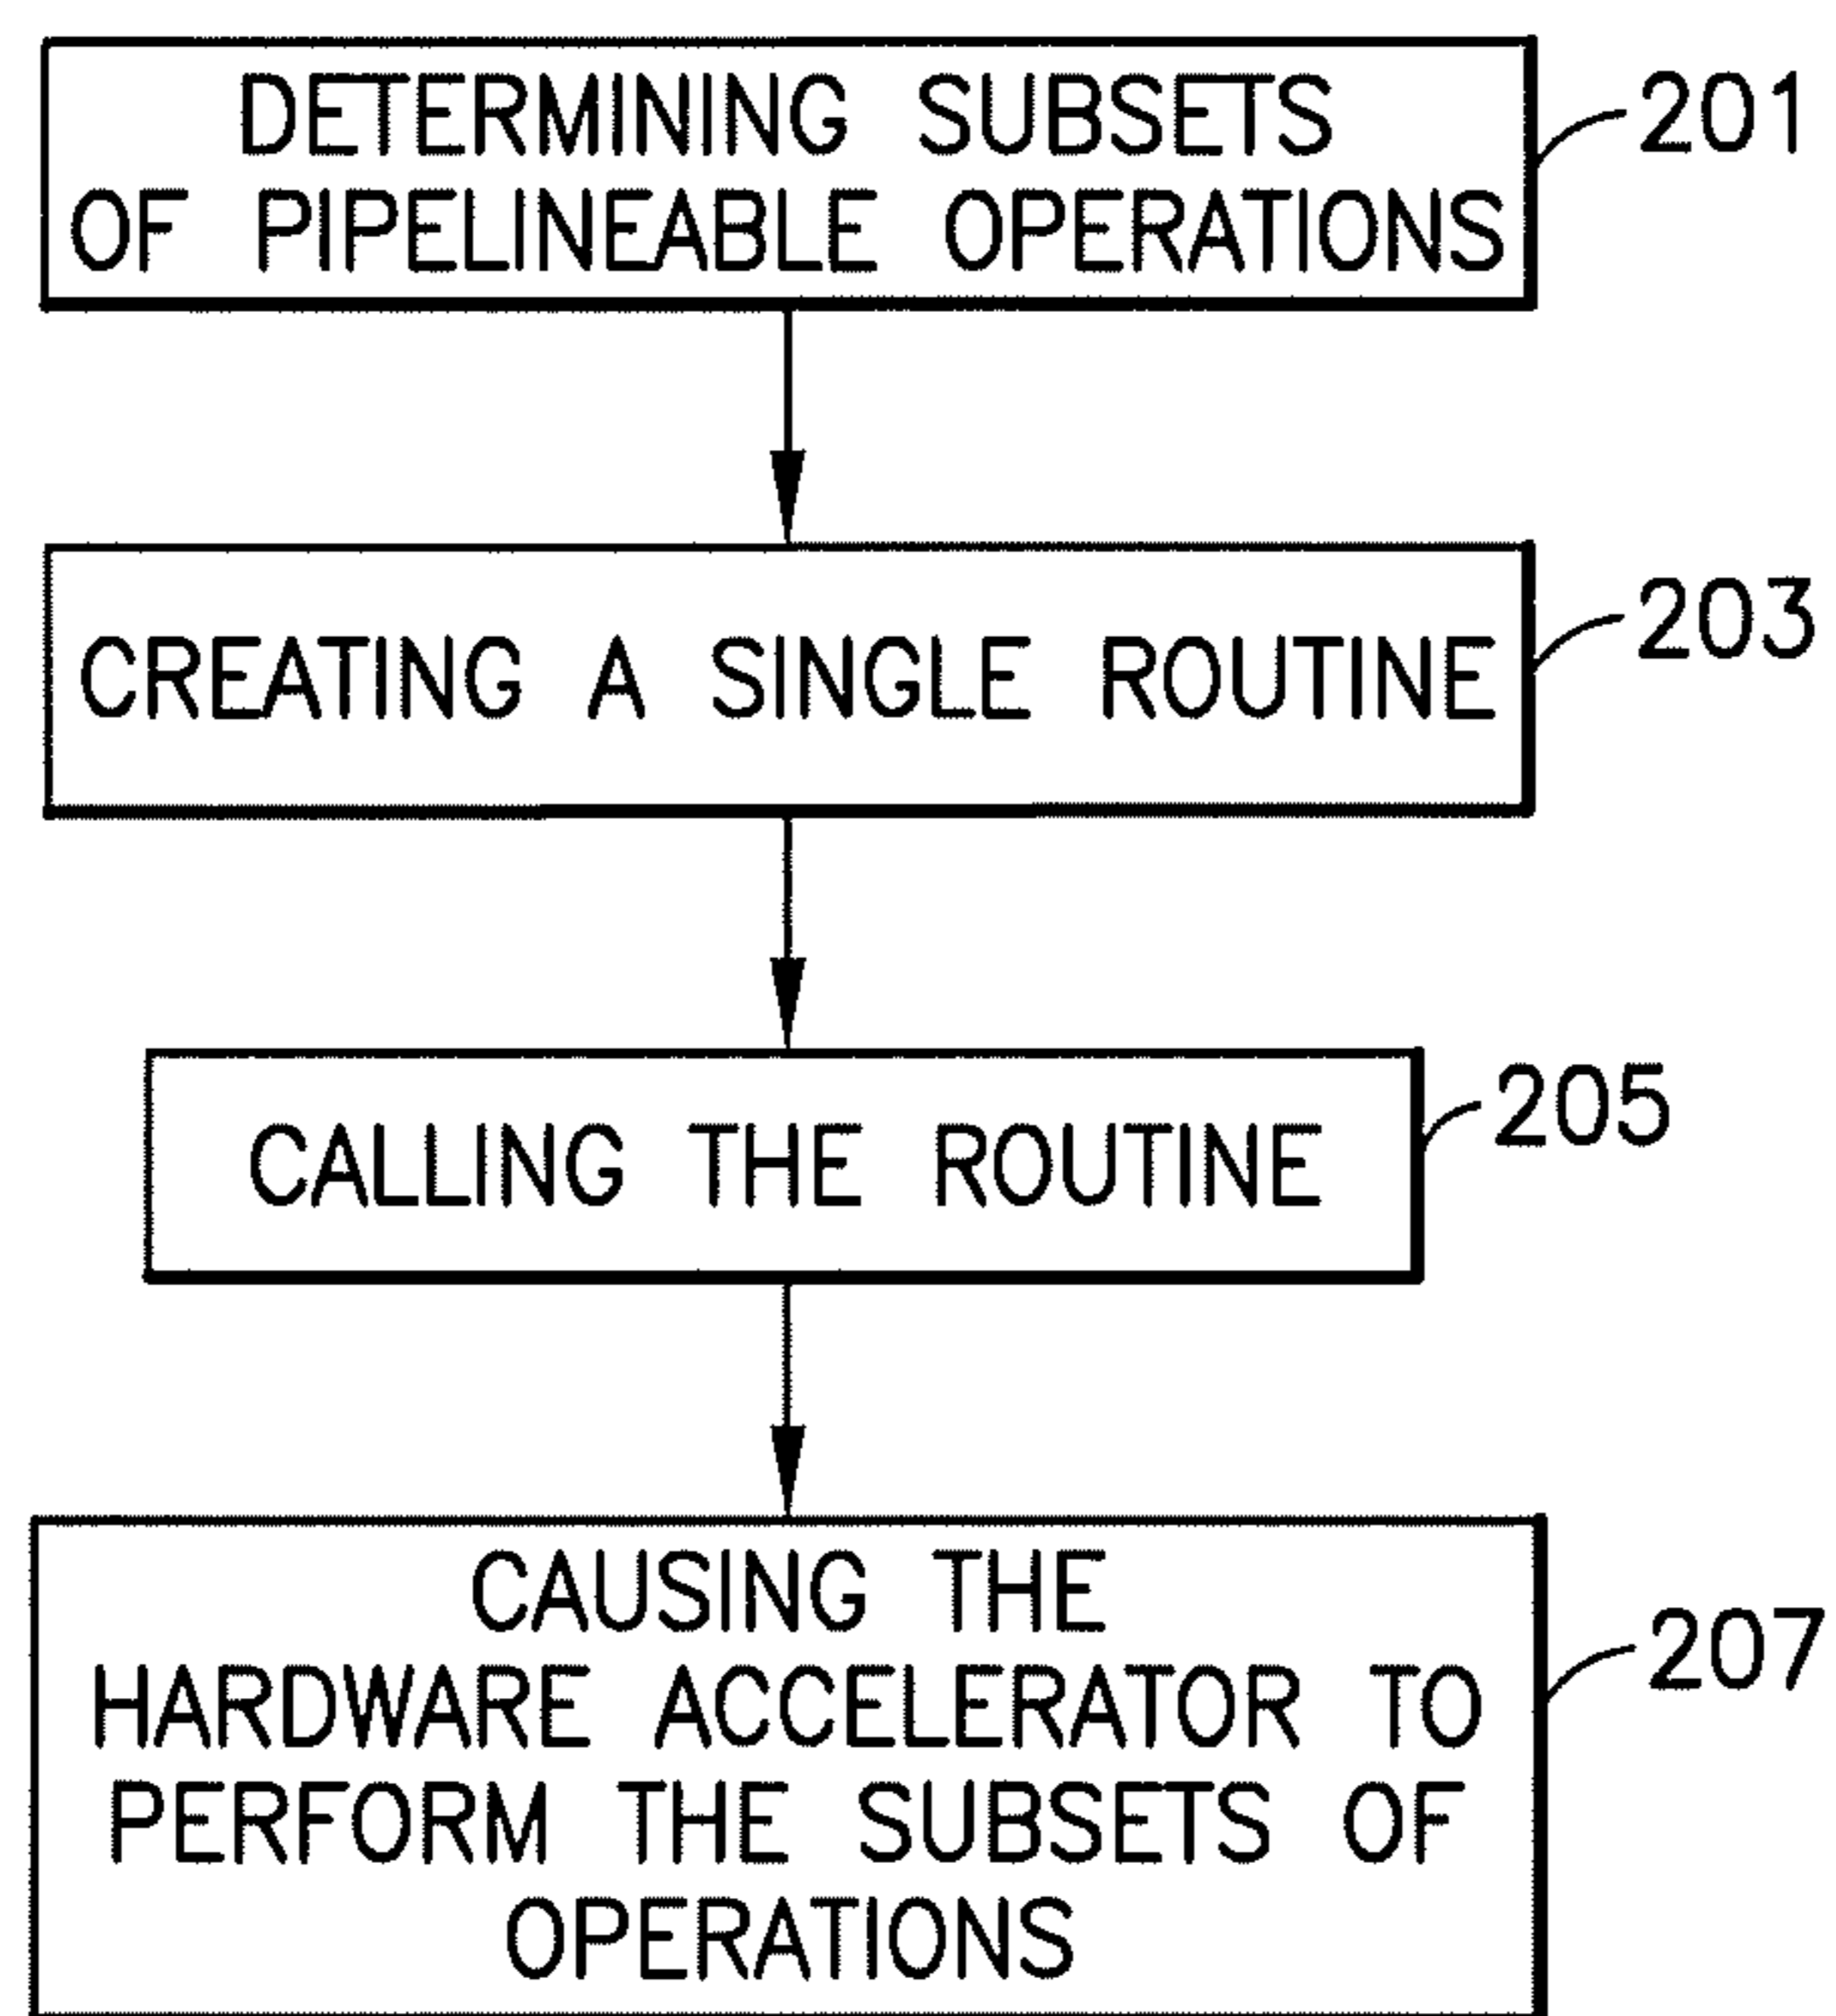 DETERMINING SUBSETS
OF PIPELINEABLE OPERATIONS
201
CREATING A SINGLE ROUTINE
203
CALLING THE ROUTINE
205
CAUSING THE
HARDWARE ACCELERATOR TO
PERFORM THE SUBSETS OF
OPERATIONS
207